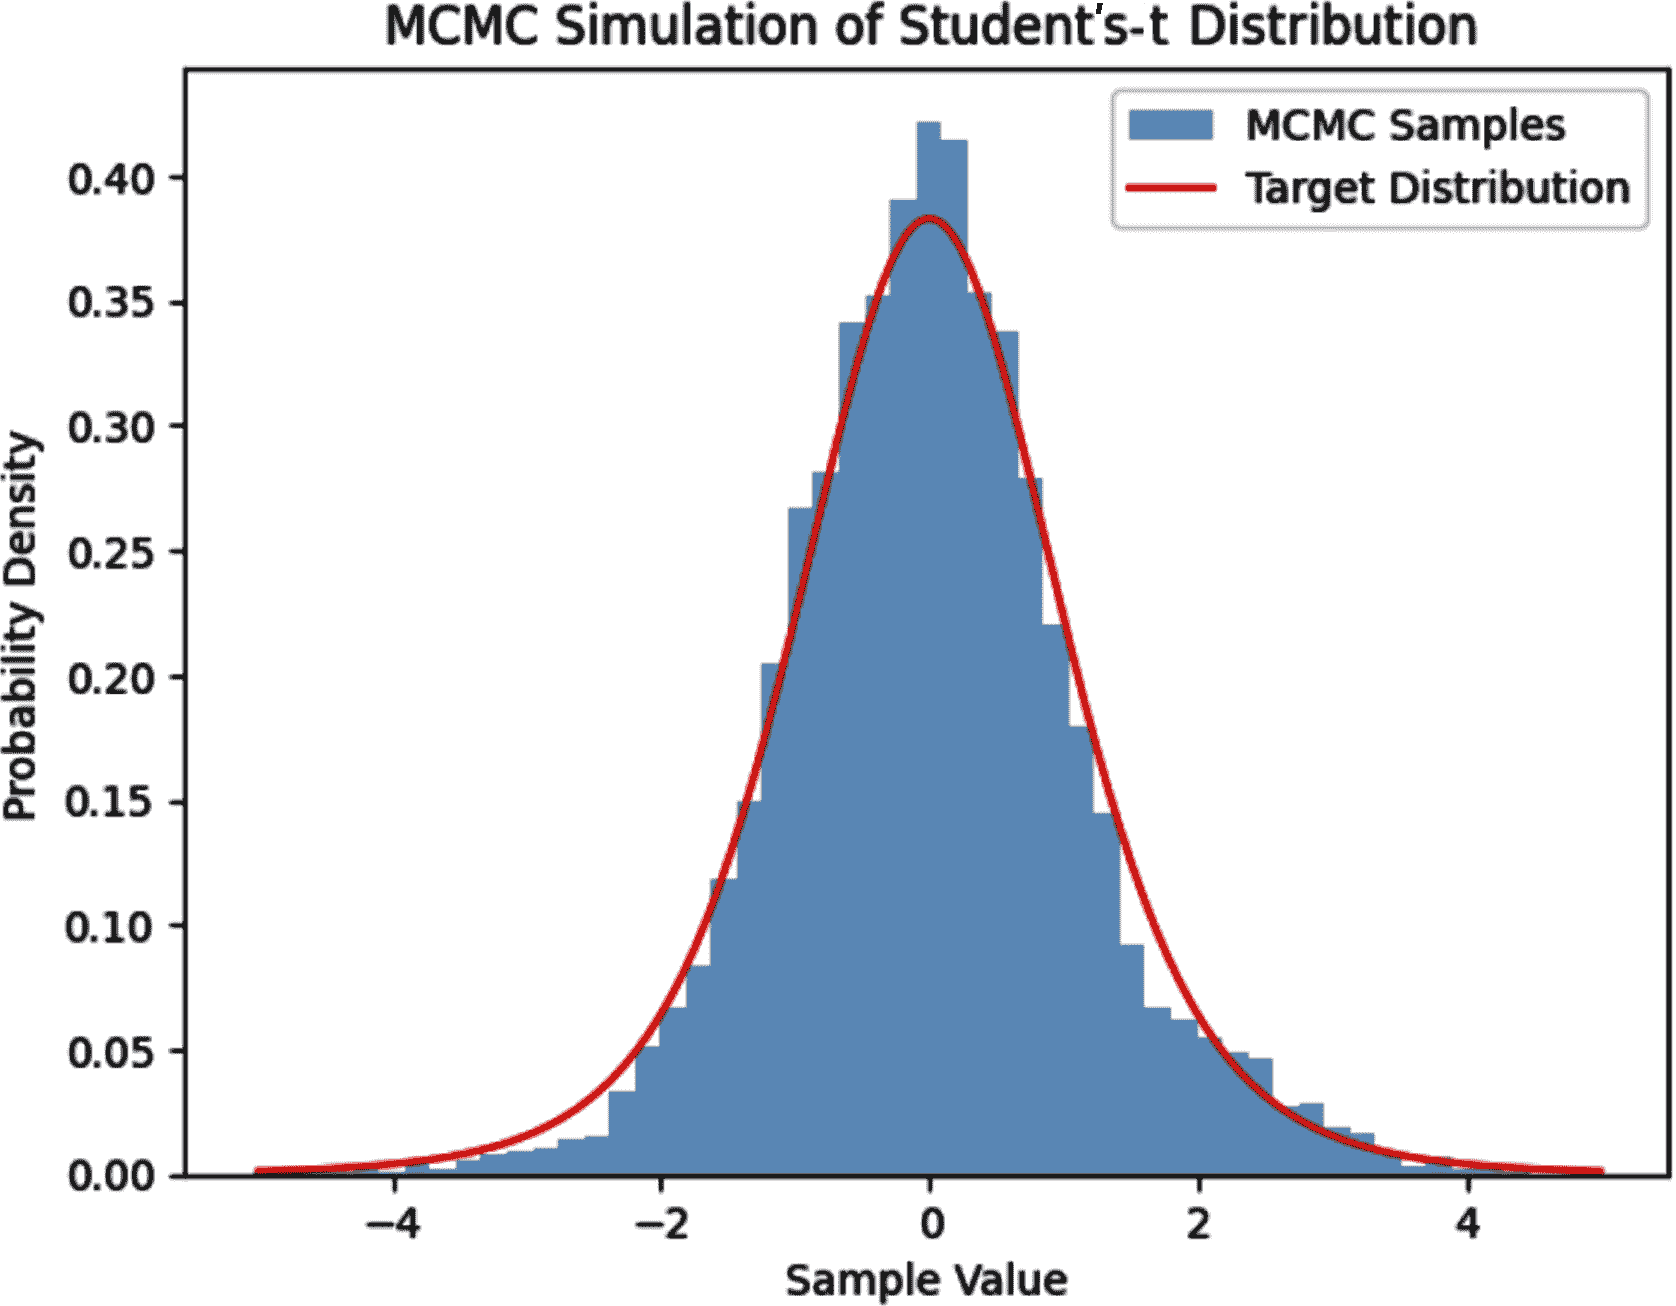 MCMC Simulation of Student's-t Distribution
MCMC Samples
Target Distribution
0.40
0.35
0.30
0.25
0.20
0.15
0.10
0.05
0.00
Probability Density
−4 −2 0 2 4
Sample Value